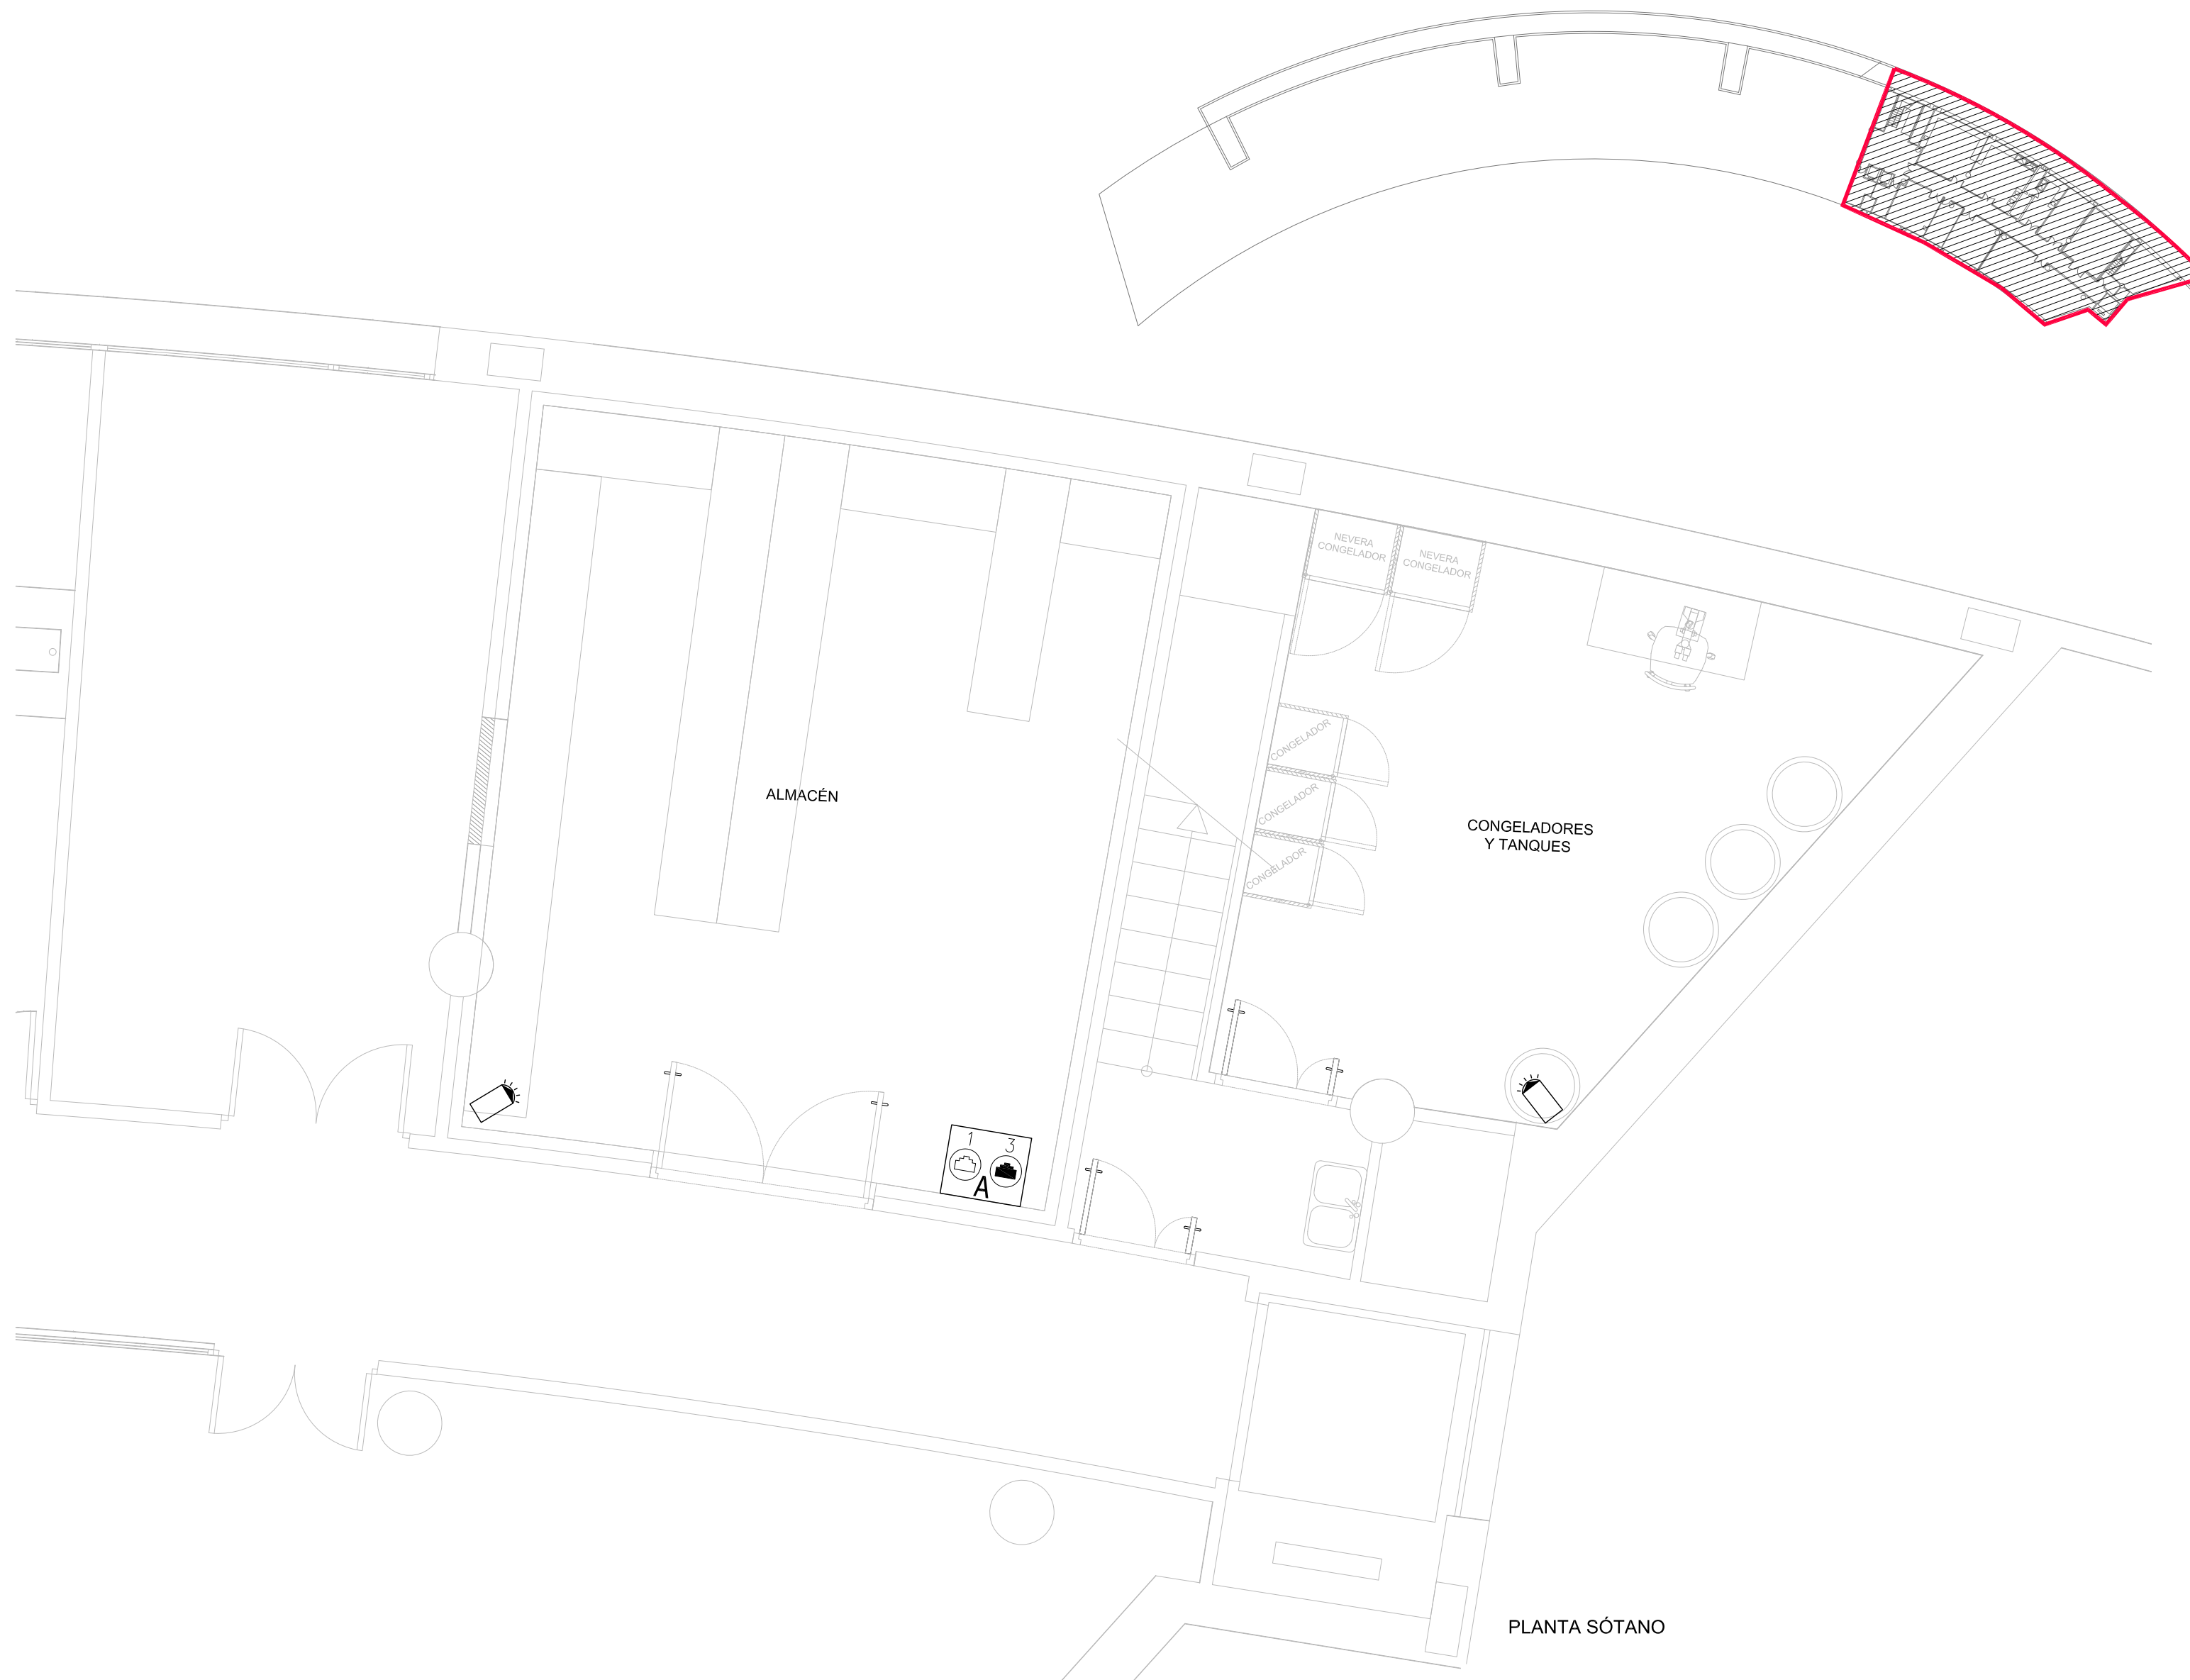 NEVERA
CONGELADOR
NEVERA
CONGELADOR
CONGELADOR
ALMACÉN
CONGELADOR
CONGELADORES
Y TANQUES
CONGELADOR
1 3
A
PLANTA SÓTANO